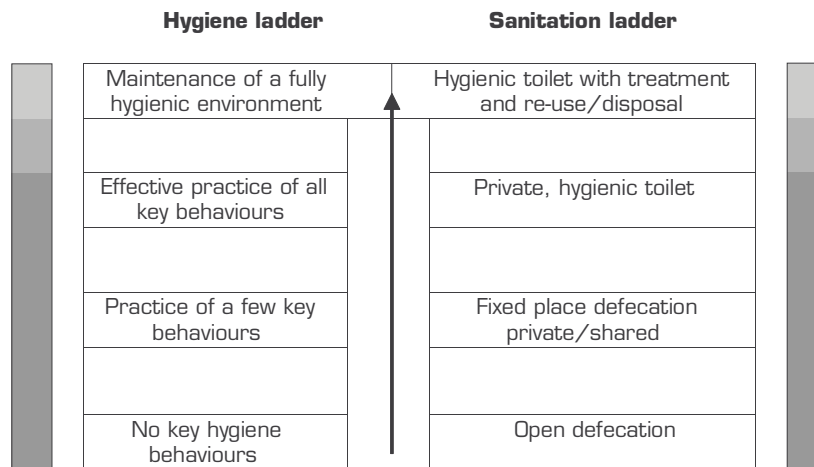 Hygiene ladder
Sanitation ladder
Maintenance of a fully
hygienic environment
Hygienic toilet with treatment
and re-use/disposal
Effective practice of all
key behaviours
Private, hygienic toilet
Practice of a few key
behaviours
Fixed place defecation
private/shared
No key hygiene
behaviours
Open defecation